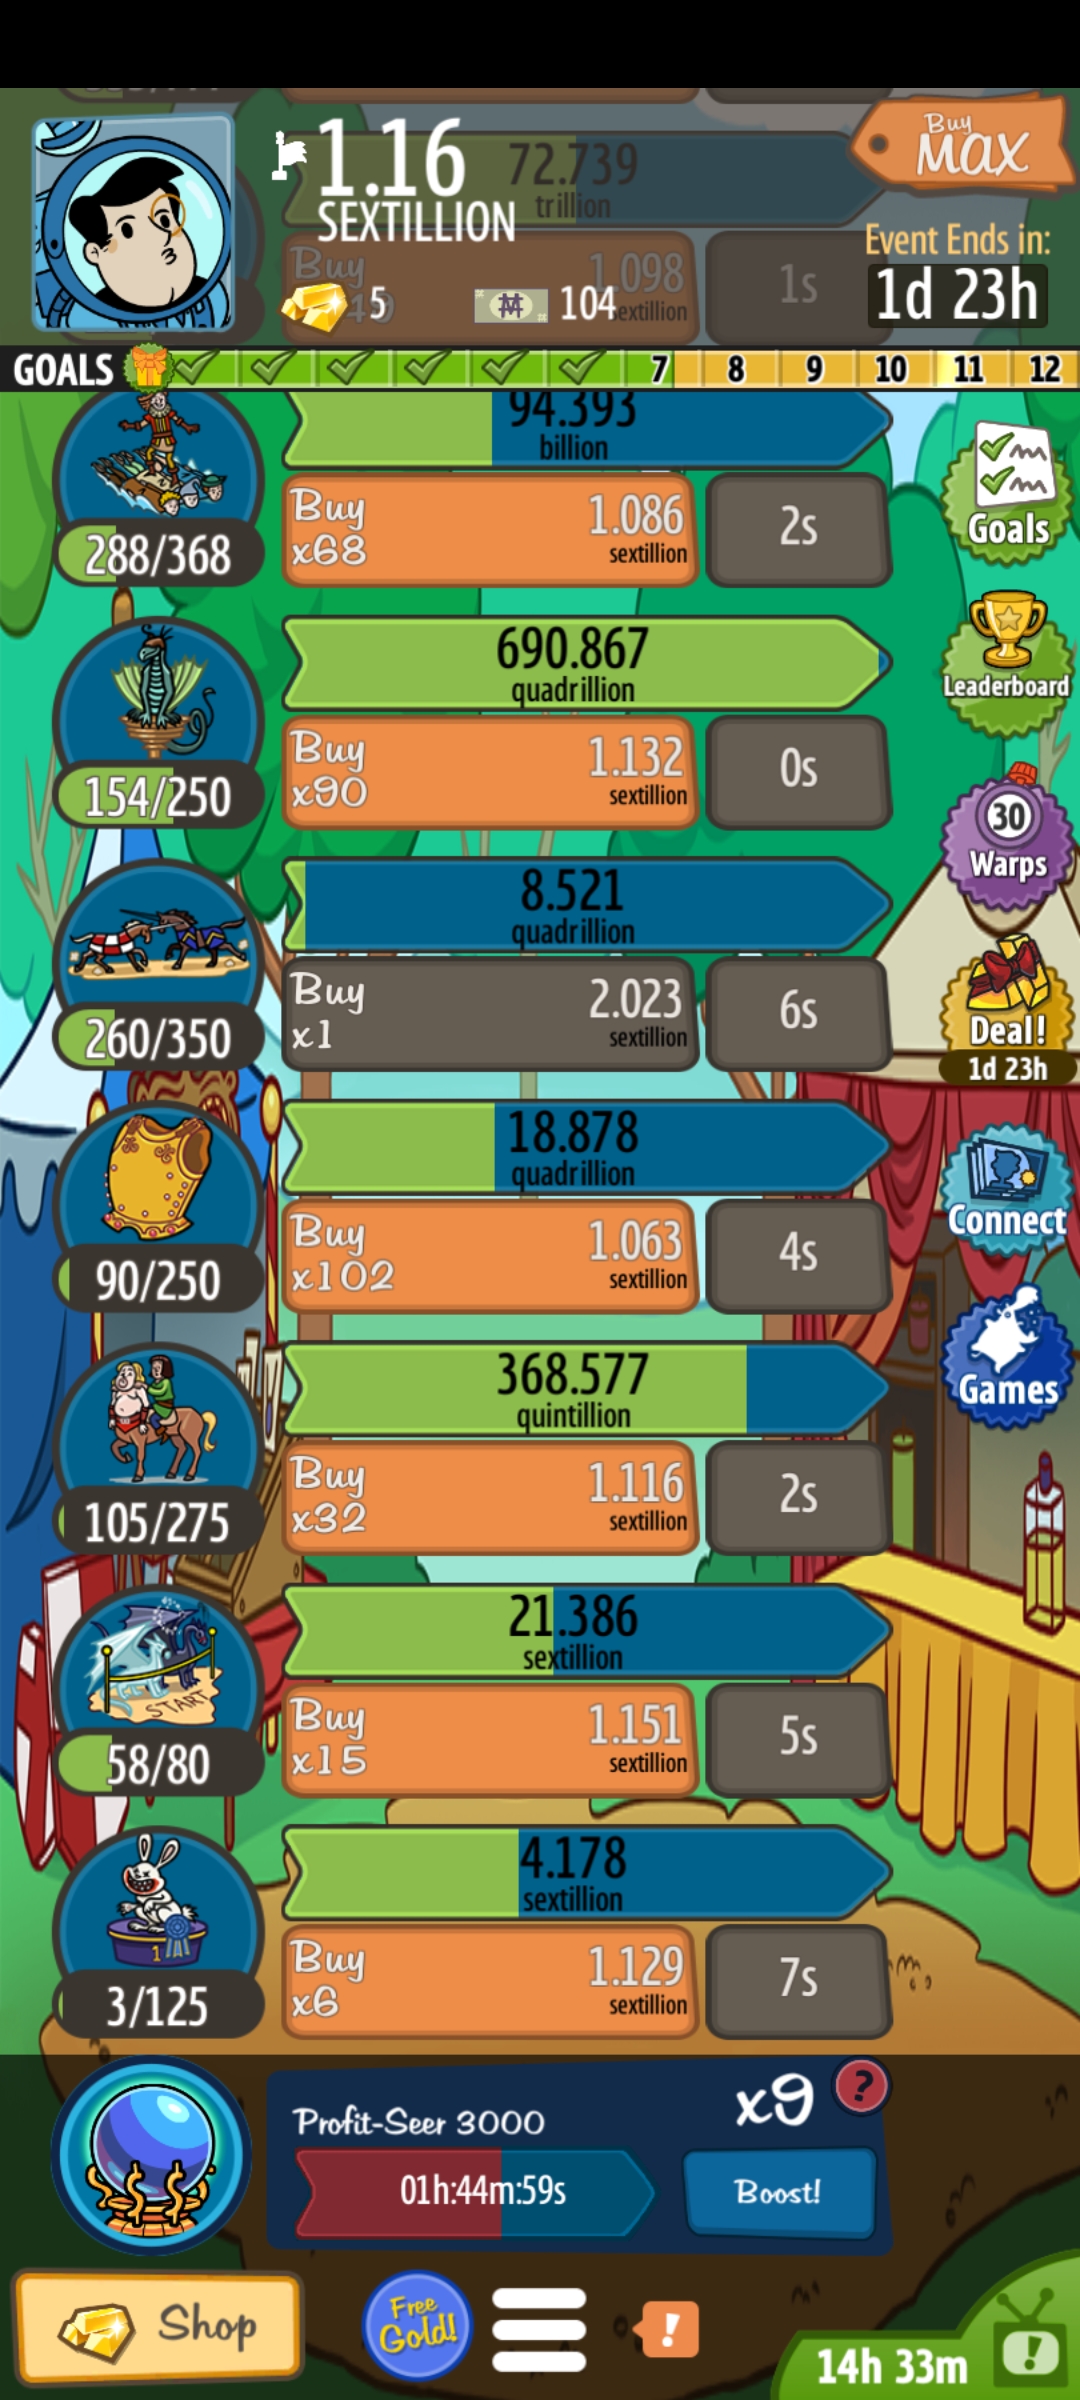 1.16
SEXTILLION
72.739
trillion
Buy
MAX
Event Ends in:
1d 23h
Buy
1.098
sextillion
1s
5
104
GOALS
7 8 9 10 11 12
94.393
billion
288/368
Buy
x68
1.086
sextillion
2s
Goals
690.867
quadrillion
154/250
Buy
x90
1.132
sextillion
0s
Leaderboard
8.521
quadrillion
260/350
Buy
x1
2.023
sextillion
6s
30
Warps
Deal!
1d 23h
18.878
quadrillion
90/250
Buy
x102
1.063
sextillion
4s
Connect
368.577
quintillion
105/275
Buy
x32
1.116
sextillion
2s
Games
21.386
sextillion
START
58/80
Buy
x15
1.151
sextillion
5s
4.178
sextillion
1
3/125
Buy
x6
1.129
sextillion
7s
Profit-Seer 3000
x9
?
01h:44m:59s
Boost!
Shop
Free
Gold!
!
14h 33m
!